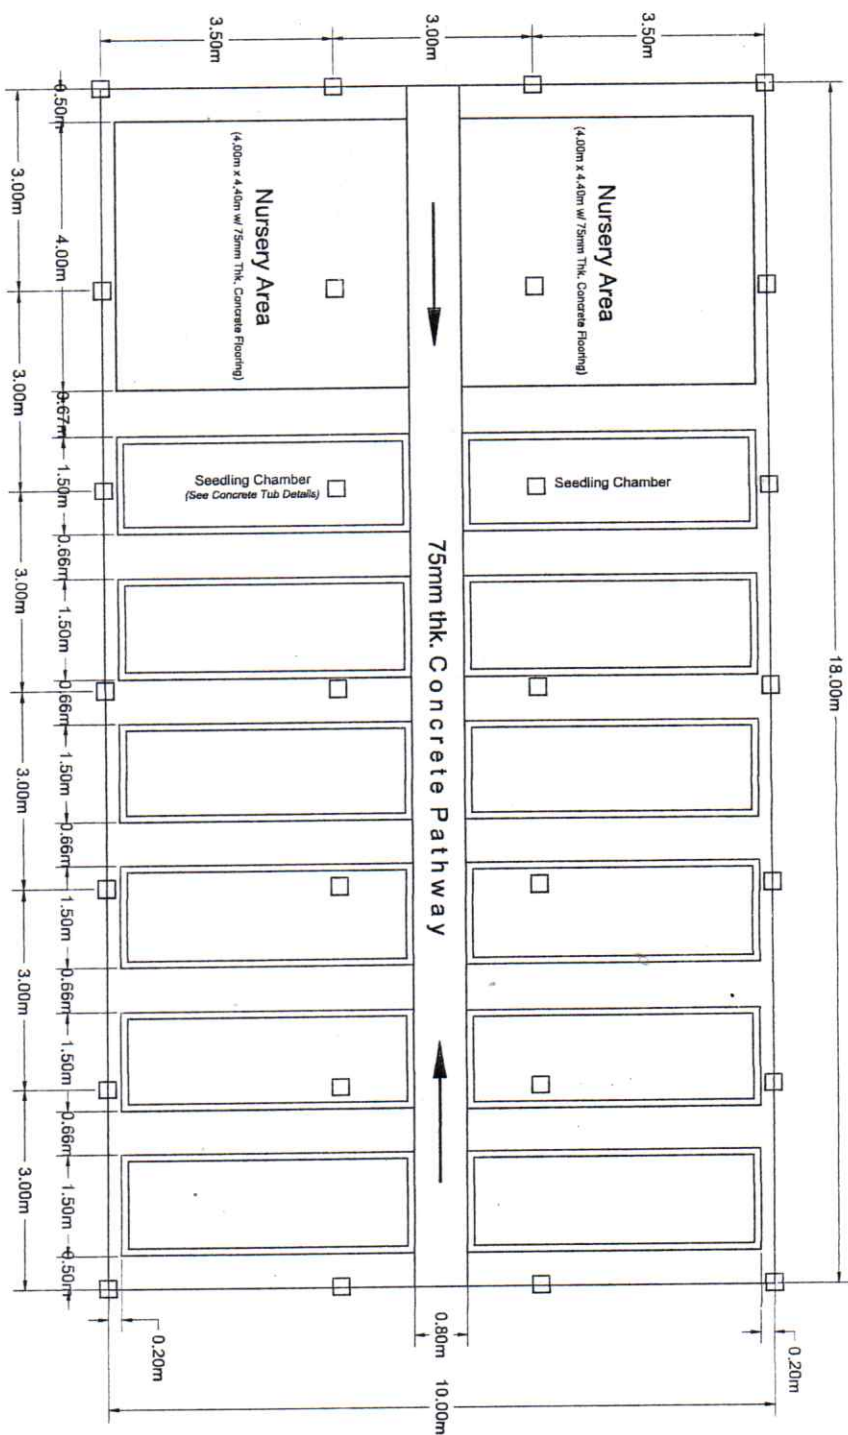 18.00m
0.20m
3.50m
Nursery Area
(4.00m x 4.40m w/ 75mm Thk. Concrete Flooring)
Seedling Chamber
3.00m
75mm thk. Concrete Pathway
0.80m
10.00m
Nursery Area
(4.00m x 4.40m w/ 75mm Thk. Concrete Flooring)
Seedling Chamber
(See Concrete Tub Details)
3.50m
0.20m
0.50m 4.00m 0.67m 1.50m 0.66m 1.50m 0.66m 1.50m 0.66m 1.50m 0.66m 1.50m 0.66m 1.50m 0.50m
3.00m 3.00m 3.00m 3.00m 3.00m 3.00m